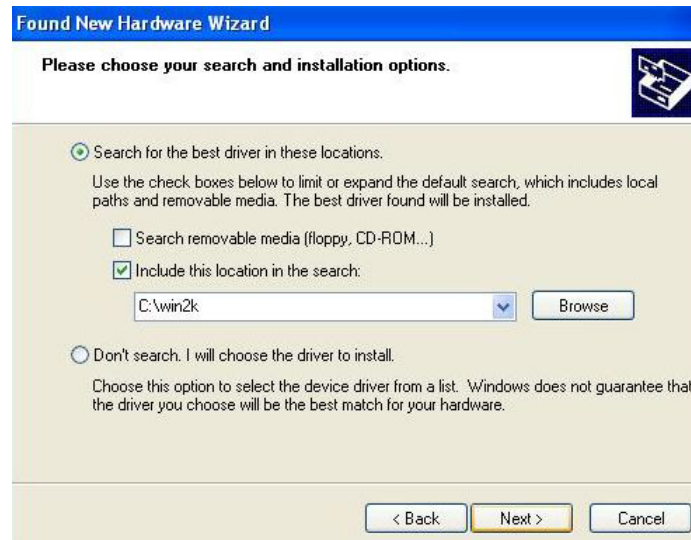 Found New Hardware Wizard
Please choose your search and installation options.
Search for the best driver in these locations.
Use the check boxes below to limit or expand the default search, which includes local
paths and removable media. The best driver found will be installed.
Search removable media (floppy, CD-ROM...)
Include this location in the search:
C:\win2k
Browse
Don't search. I will choose the driver to install.
Choose this option to select the device driver from a list. Windows does not guarantee that
the driver you choose will be the best match for your hardware.
< Back Next > Cancel